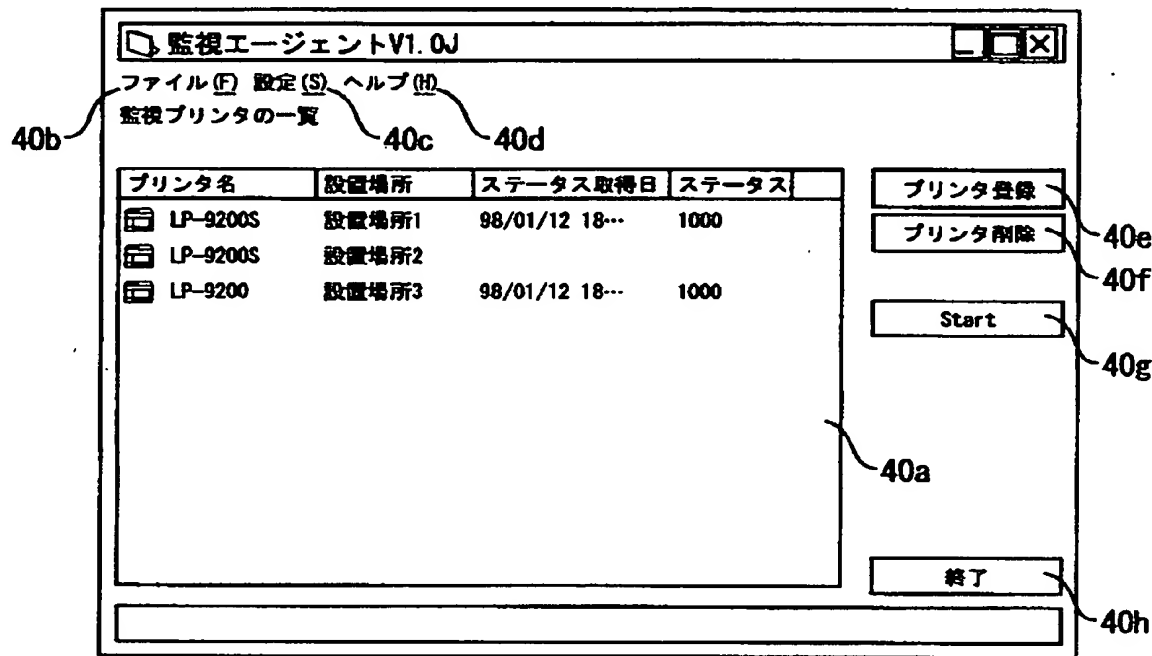 監視エージェントV1.0J
ファイル(F) 設定(S) ヘルプ(H)
監視プリンタの一覧
40b
40c
40d
プリンタ名 設置場所 ステータス取得日 ステータス
LP-9200S 設置場所1 98/01/12 18… 1000
LP-9200S 設置場所2
LP-9200 設置場所3 98/01/12 18… 1000
プリンタ登録
40e
プリンタ削除
40f
Start
40g
40a
終了
40h